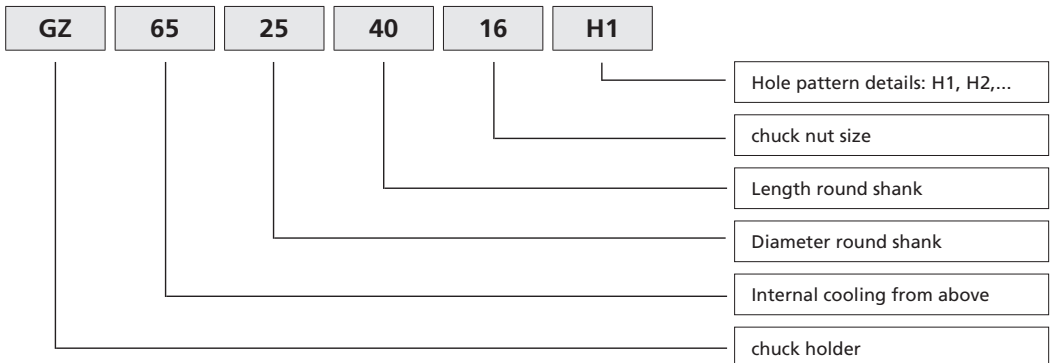 GZ 65 25 40 16 H1
Hole pattern details: H1, H2,...
chuck nut size
Length round shank
Diameter round shank
Internal cooling from above
chuck holder